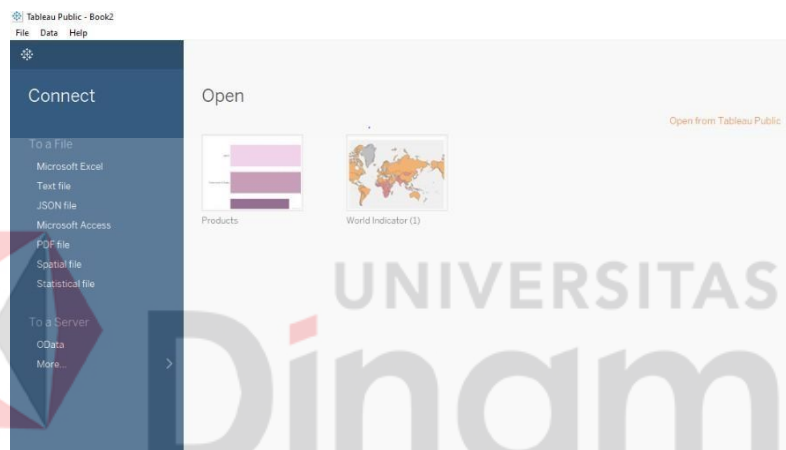 Tableau Public - Book2
File Data Help
Connect
To a File
Microsoft Excel
Text file
JSON file
Microsoft Access
PDF file
Spatial file
Statistical file
To a Server
OData
More...
Open
Open from Tableau Public
Products
World Indicator (1)
UNIVERSITAS
Dinam